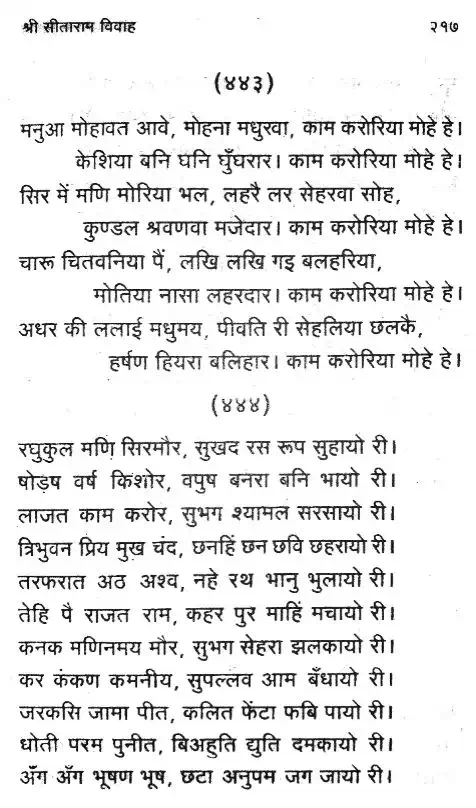 श्री सीताराम विवाह २१७
(४४३)
मनुआ मोहावत आवे, मोहना मधुरवा, काम करोरिया मोहे हे।
केशिया बनि घनि घुँघरार। काम करोरिया मोहे हे।
सिर में मणि मोरिया भल, लहरै लर सेहरवा सोह,
कुण्डल श्रवणवा मजेदार। काम करोरिया मोहे हे।
चारू चितवनिया पैं, लखि लखि गइ बलहरिया,
मोतिया नासा लहरदार। काम करोरिया मोहे हे।
अधर की ललाई मधुमय, पीवति री सेहलिया छलकै,
हर्षण हियरा बलिहार। काम करोरिया मोहे हे।
(४४४)
रघुकुल मणि सिरमौर, सुखद रस रूप सुहायो री।
षोड़ष वर्ष किशोर, वपुष बनरा बनि भायो री।
लाजत काम करोर, सुभग श्यामल सरसायो री।
त्रिभुवन प्रिय मुख चंद, छनहिं छन छवि छहरायो री।
तरफरात अठ अश्व, नहे रथ भानु भुलायो री।
तेहि पै राजत राम, कहर पुर माहिं मचायो री।
कनक मणिनमय मौर, सुभग सेहरा झलकायो री।
कर कंकण कमनीय, सुपल्लव आम बँधायो री।
जरकसि जामा पीत, कलित फेंटा फबि पायो री।
धोती परम पुनीत, बिअहुति द्युति दमकायो री।
अँग अँग भूषण भूष, छटा अनुपम जग जायो री।